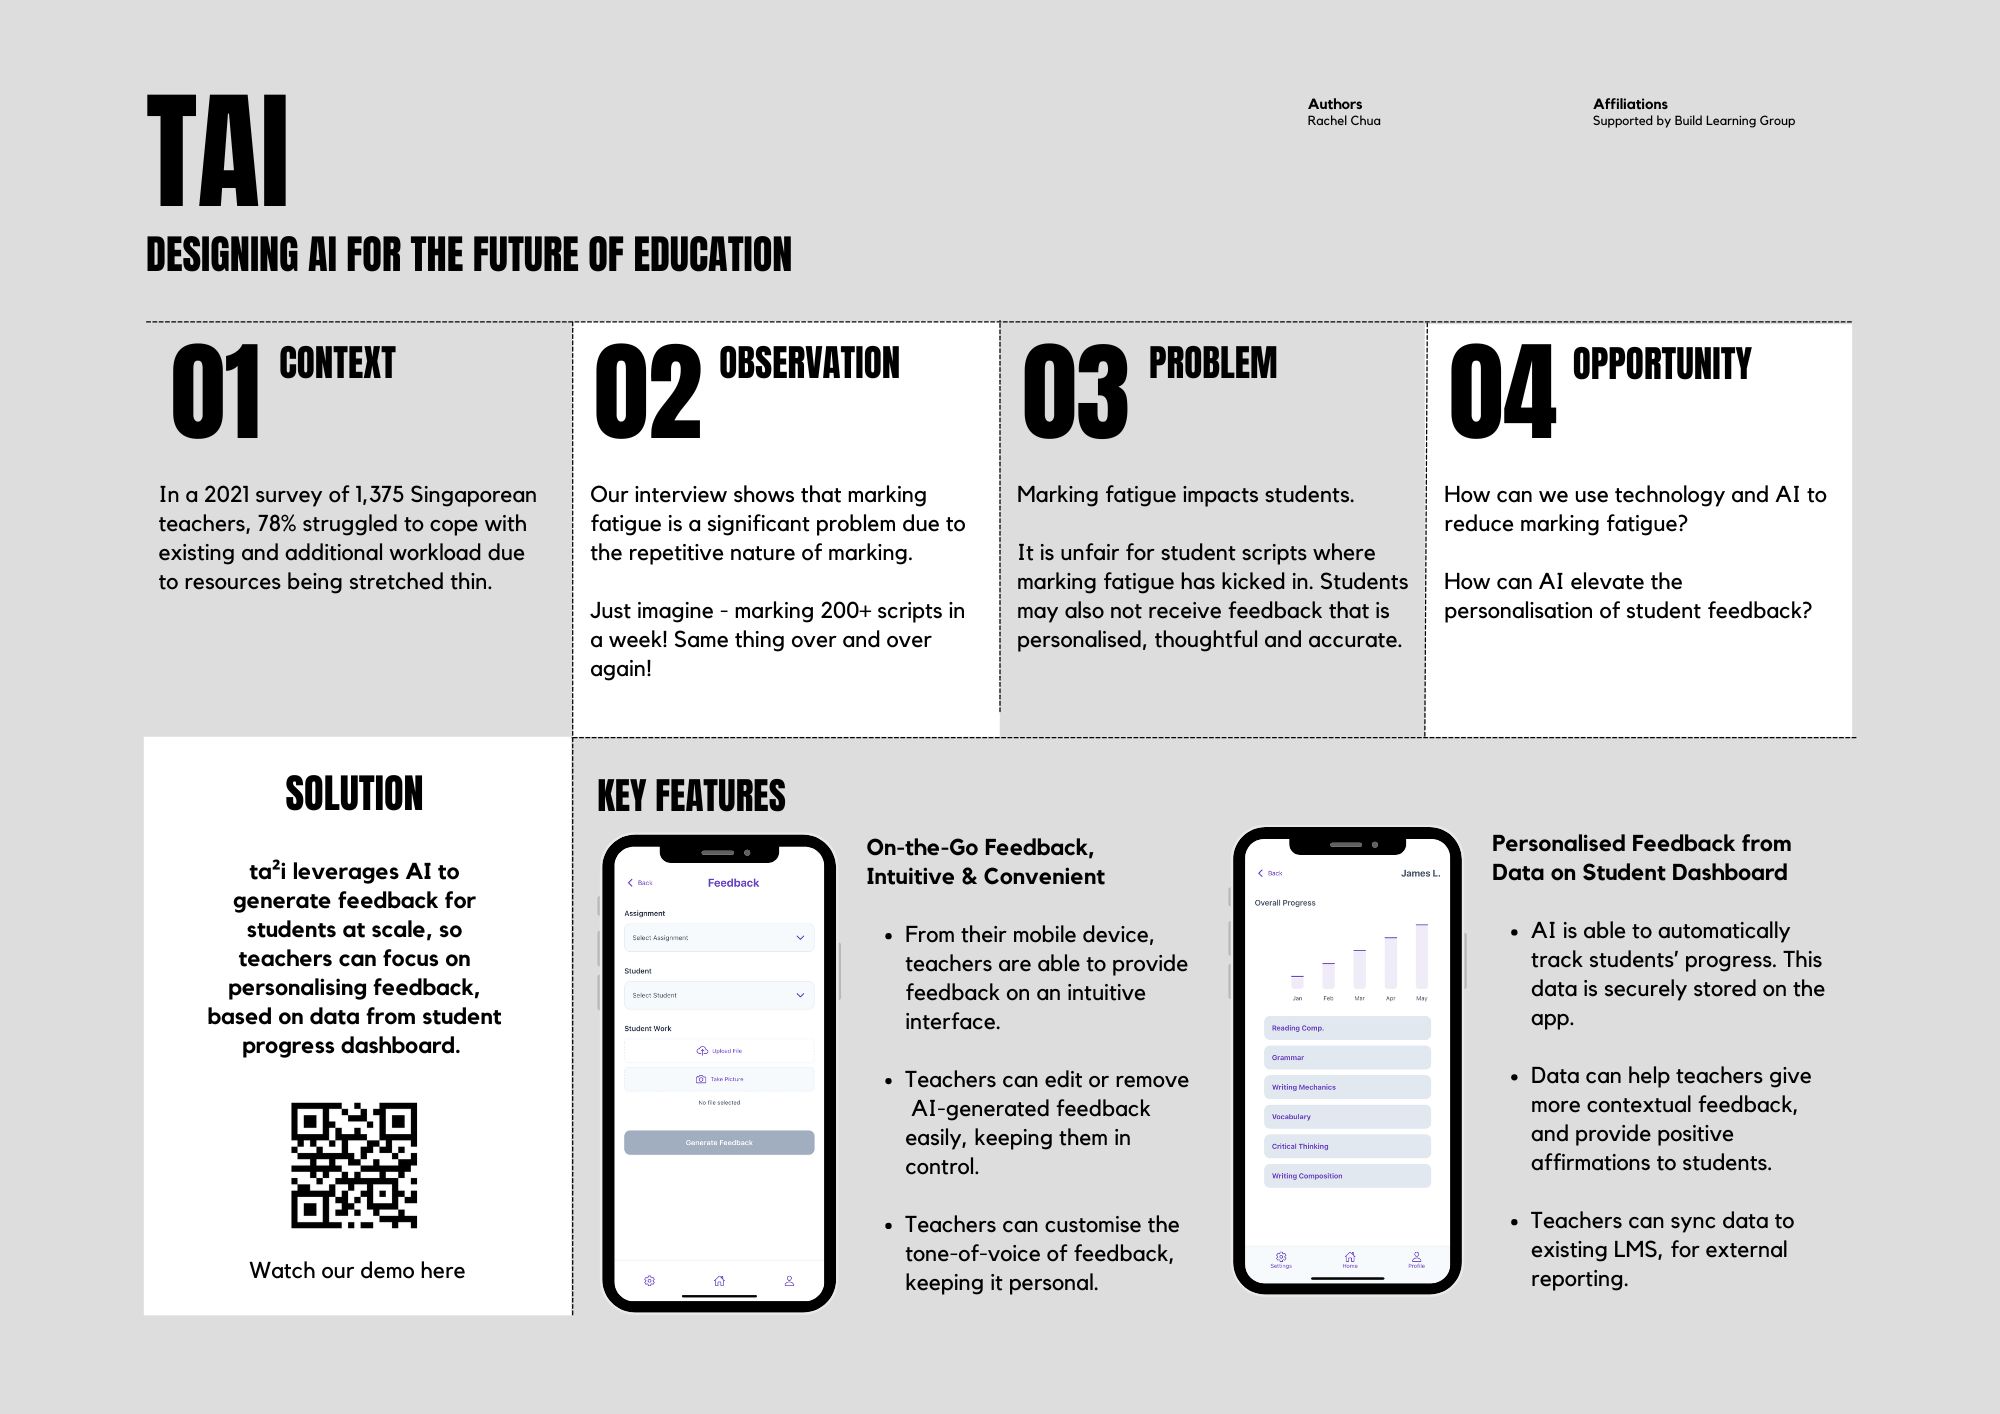 TAI
DESIGNING AI FOR THE FUTURE OF EDUCATION
Authors
Rachel Chua
Affiliations
Supported by Build Learning Group
01 CONTEXT
In a 2021 survey of 1,375 Singaporean
teachers, 78% struggled to cope with
existing and additional workload due
to resources being stretched thin.
02 OBSERVATION
Our interview shows that marking
fatigue is a significant problem due to
the repetitive nature of marking.
Just imagine - marking 200+ scripts in
a week! Same thing over and over
again!
03 PROBLEM
Marking fatigue impacts students.
It is unfair for student scripts where
marking fatigue has kicked in. Students
may also not receive feedback that is
personalised, thoughtful and accurate.
04 OPPORTUNITY
How can we use technology and AI to
reduce marking fatigue?
How can AI elevate the
personalisation of student feedback?
SOLUTION
ta²i leverages AI to
generate feedback for
students at scale, so
teachers can focus on
personalising feedback,
based on data from student
progress dashboard.
Watch our demo here
KEY FEATURES
Back
Feedback
Assignment
Select Assignment
Student
Select Student
Student Work
Upload File
Take Picture
No file selected
Generate Feedback
On-the-Go Feedback,
Intuitive & Convenient
• From their mobile device,
teachers are able to provide
feedback on an intuitive
interface.
• Teachers can edit or remove
AI-generated feedback
easily, keeping them in
control.
• Teachers can customise the
tone-of-voice of feedback,
keeping it personal.
Back
James L.
Overall Progress
Jan Feb Mar Apr May
Reading Comp.
Grammar
Writing Mechanics
Vocabulary
Critical Thinking
Writing Composition
Settings Home Profile
Personalised Feedback from
Data on Student Dashboard
• AI is able to automatically
track students’ progress. This
data is securely stored on the
app.
• Data can help teachers give
more contextual feedback,
and provide positive
affirmations to students.
• Teachers can sync data to
existing LMS, for external
reporting.